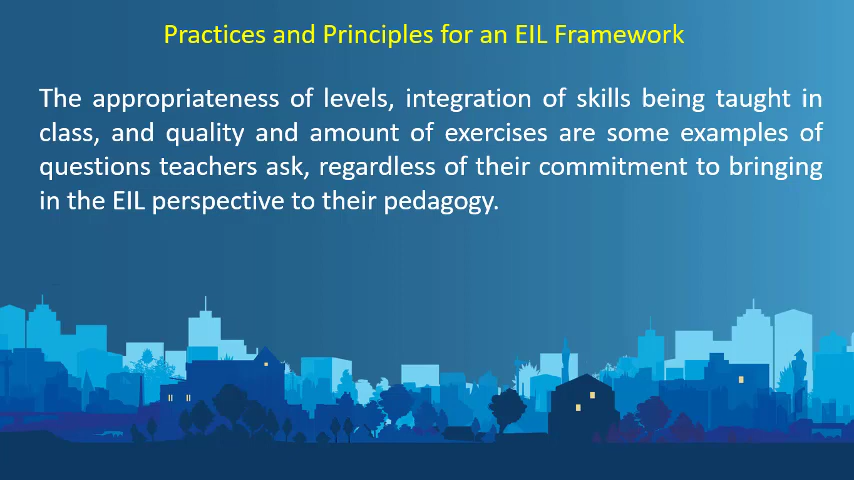 Practices and Principles for an EIL Framework
The appropriateness of levels, integration of skills being taught in
class, and quality and amount of exercises are some examples of
questions teachers ask, regardless of their commitment to bringing
in the EIL perspective to their pedagogy.